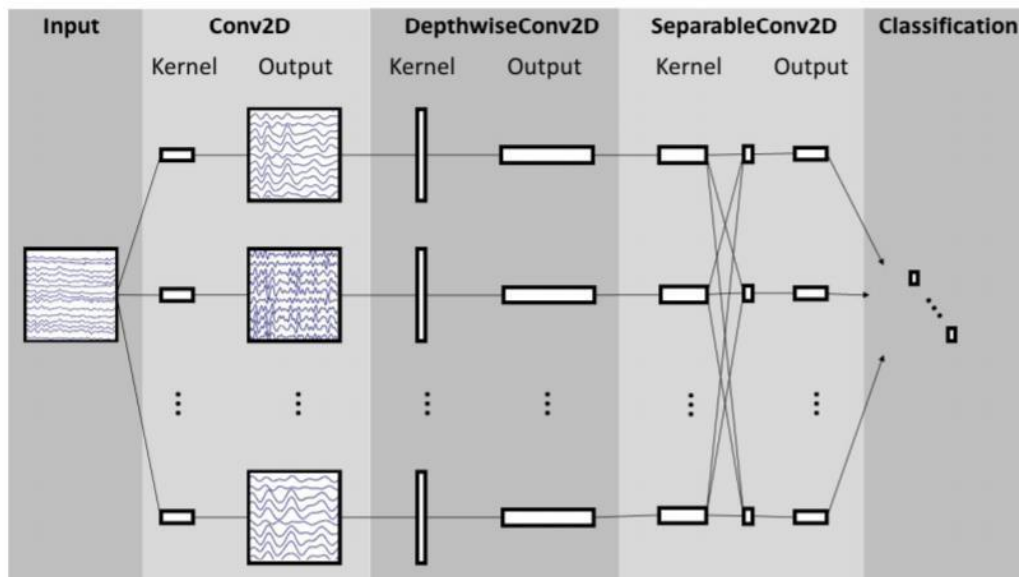 Input Conv2D DepthwiseConv2D SeparableConv2D Classification
Kernel Output Kernel Output Kernel Output